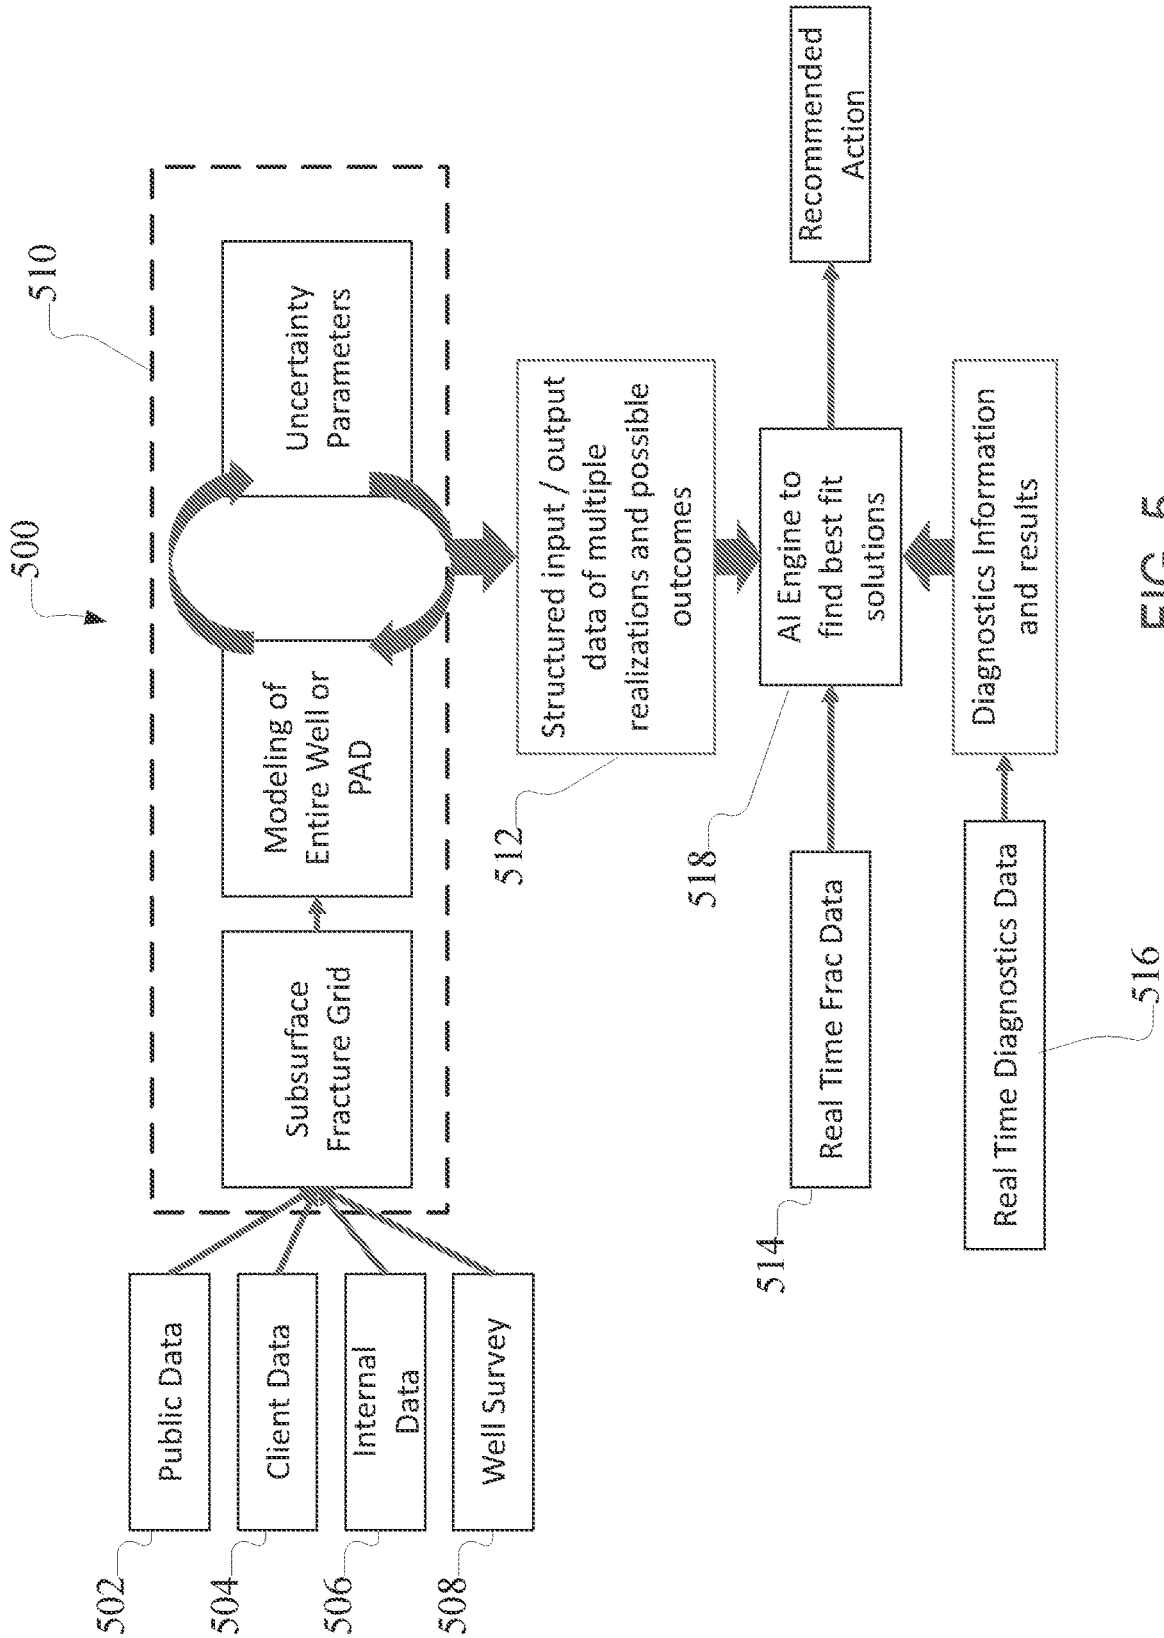 500
510
502
Public Data
504
Client Data
506
Internal
Data
508
Well Survey
Subsurface
Fracture Grid
Modeling of
Entire Well or
PAD
Uncertainty
Parameters
512
Structured input / output
data of multiple
realizations and possible
outcomes
514
Real Time Frac Data
518
AI Engine to
find best fit
solutions
Recommended
Action
Real Time Diagnostics Data
516
Diagnostics Information
and results
FIG. 5